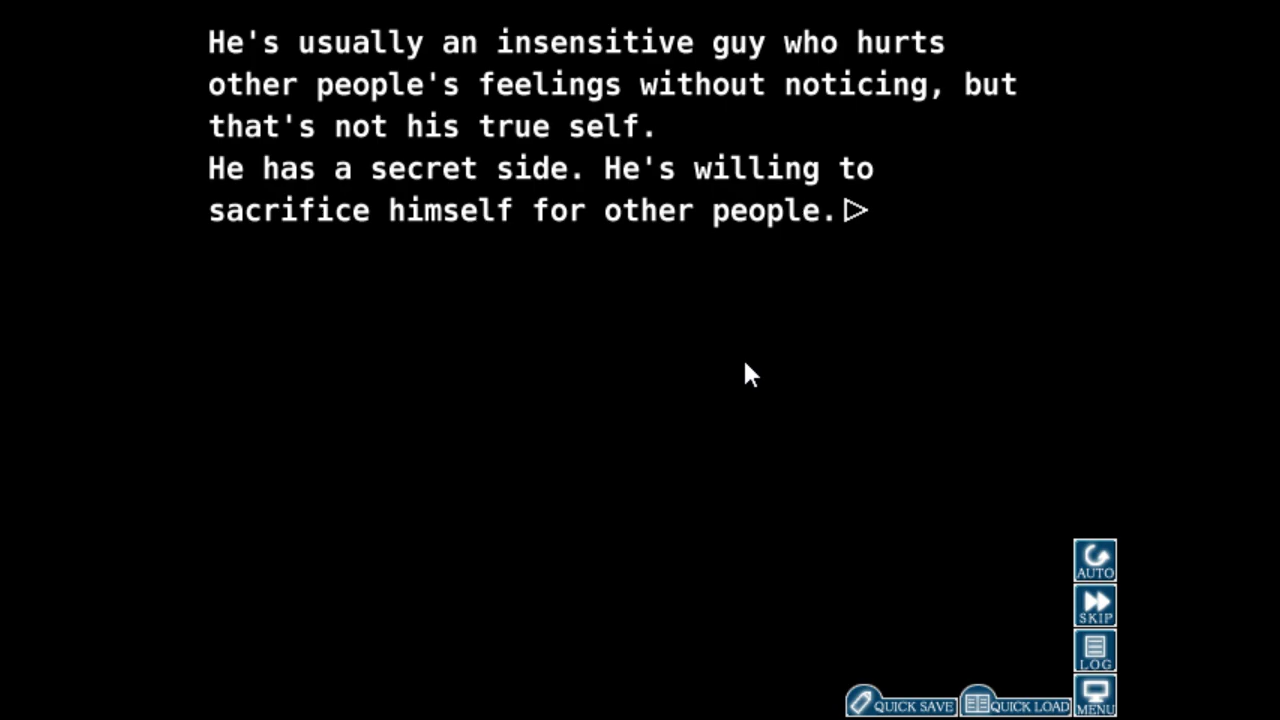 He's usually an insensitive guy who hurts
other people's feelings without noticing, but
that's not his true self.
He has a secret side. He's willing to
sacrifice himself for other people.
AUTO
SKIP
LOG
QUICK SAVE
QUICK LOAD
MENU